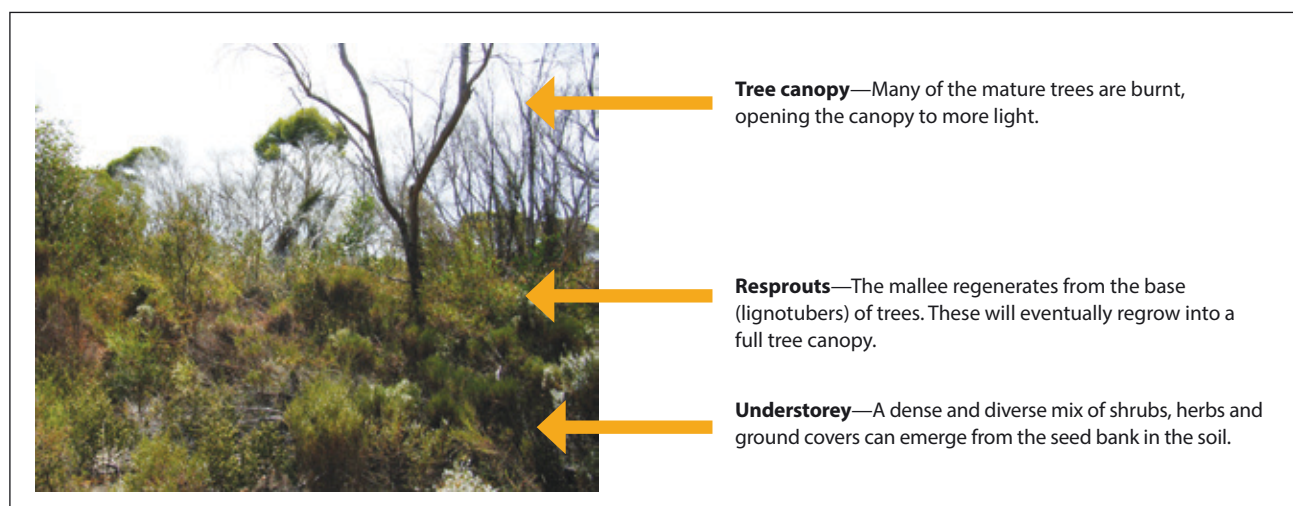 Tree canopy—Many of the mature trees are burnt,
opening the canopy to more light.
Resprouts—The mallee regenerates from the base
(lignotubers) of trees. These will eventually regrow into a
full tree canopy.
Understorey—A dense and diverse mix of shrubs, herbs and
ground covers can emerge from the seed bank in the soil.